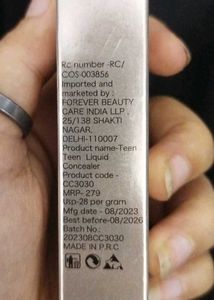 Rc number -RC/
COS-003856
Imported and
marketed by :
FOREVER BEAUTY
CARE INDIA LLP ,
25/138 SHAKTI
NAGAR,
DELHI-110007
Product name-Teen
Teen Liquid
Concealer
Product code -
CC3030
MRP- 279
Usp-28 per gram
Mfg date - 08/2023
Best before-08/2026
Batch No.:
202308CC3030
MADE IN P.R.C